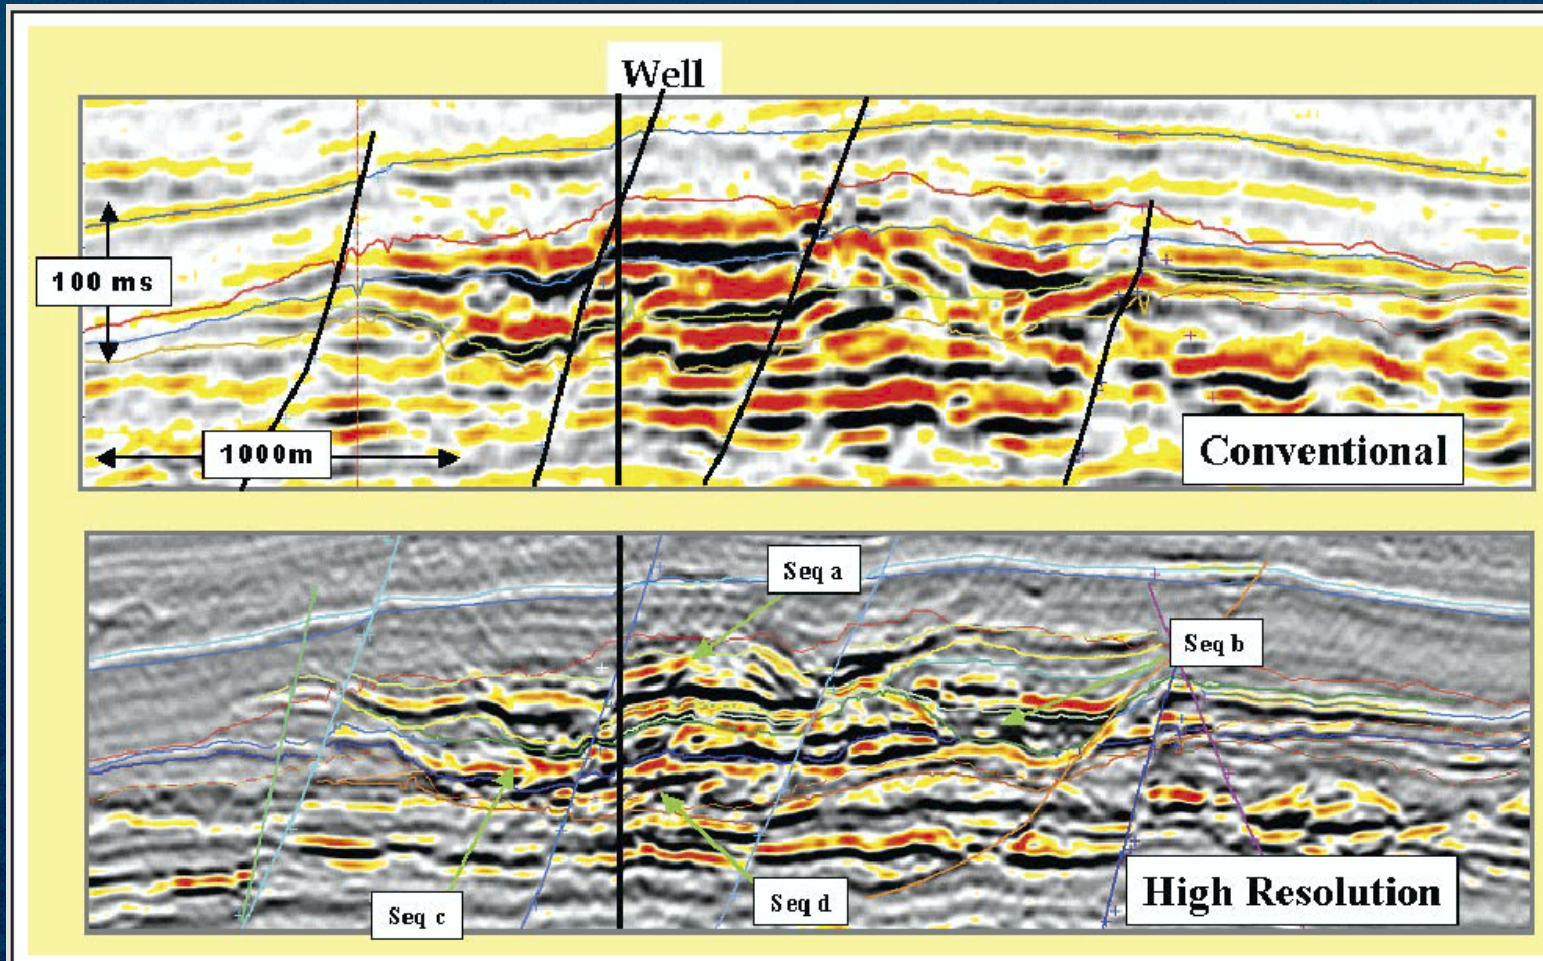 Well
100 ms
1000m
Conventional
Seq a
Seq b
Seq c
Seq d
High Resolution